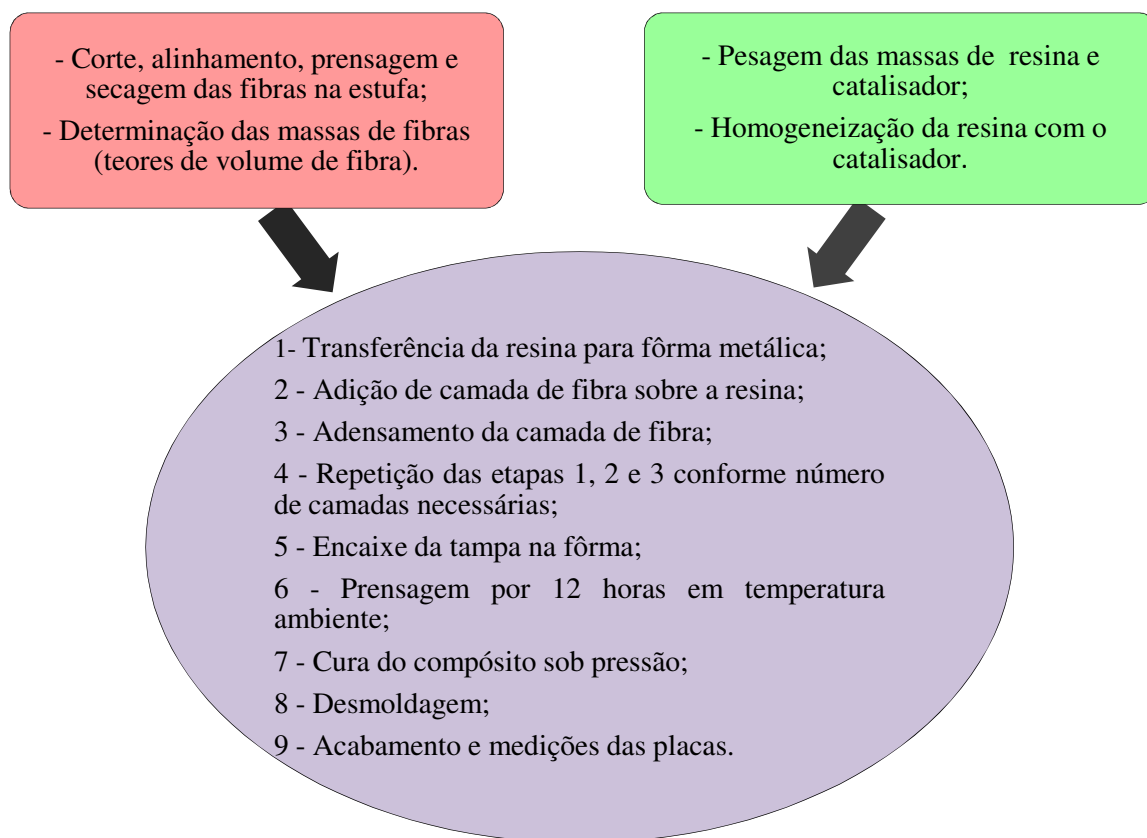 - Corte, alinhamento, prensagem e
secagem das fibras na estufa;
- Determinação das massas de fibras
(teores de volume de fibra).
- Pesagem das massas de resina e
catalisador;
- Homogeneização da resina com o
catalisador.
1- Transferência da resina para fôrma metálica;
2 - Adição de camada de fibra sobre a resina;
3 - Adensamento da camada de fibra;
4 - Repetição das etapas 1, 2 e 3 conforme número
de camadas necessárias;
5 - Encaixe da tampa na fôrma;
6 - Prensagem por 12 horas em temperatura
ambiente;
7 - Cura do compósito sob pressão;
8 - Desmoldagem;
9 - Acabamento e medições das placas.